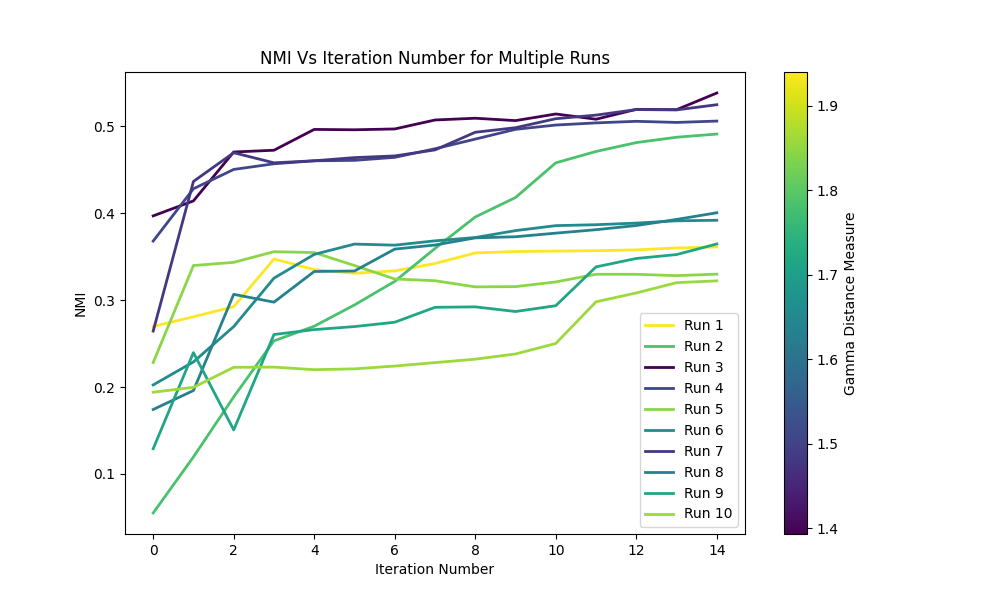 NMI Vs Iteration Number for Multiple Runs
NMI
0.5
0.4
0.3
0.2
0.1
0 2 4 6 8 10 12 14
Iteration Number
Run 1
Run 2
Run 3
Run 4
Run 5
Run 6
Run 7
Run 8
Run 9
Run 10
1.9
1.8
1.7
1.6
1.5
1.4
Gamma Distance Measure